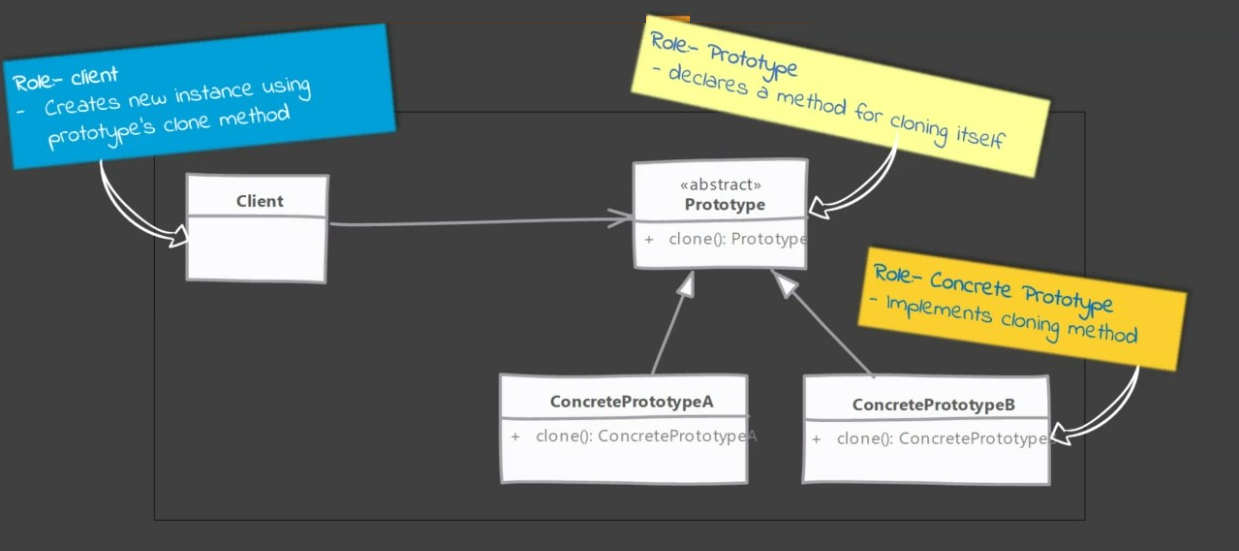 Role:- client
- Creates new instance using
prototype's clone method
Role:- Prototype
- declares a method for cloning itself
Client
«abstract»
Prototype
+ clone(): Prototype
Role:- Concrete Prototype
- Implements cloning method
ConcretePrototypeA
+ clone(): ConcretePrototypeA
ConcretePrototypeB
+ clone(): ConcretePrototype